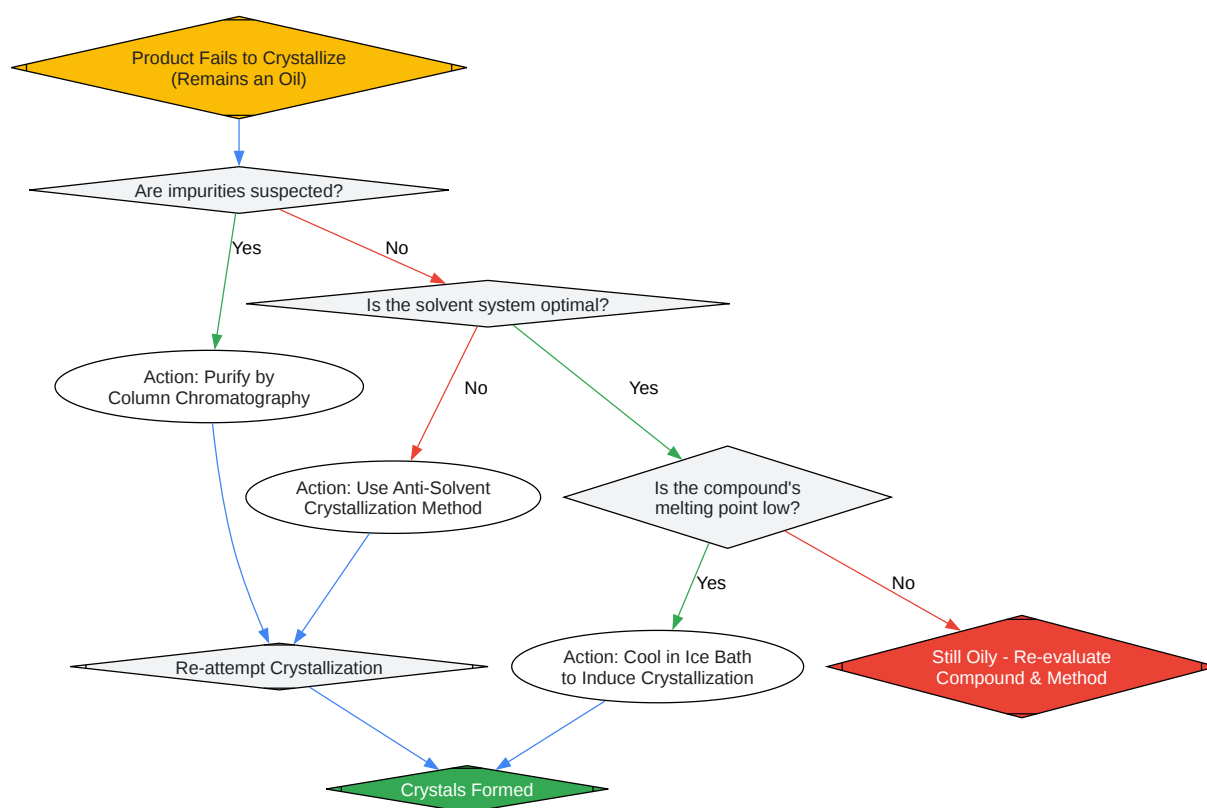 Product Fails to Crystallize
(Remains an Oil)
Are impurities suspected?
Yes
No
Is the solvent system optimal?
Action: Purify by
Column Chromatography
No
Yes
Action: Use Anti-Solvent
Crystallization Method
Is the compound's
melting point low?
Yes
No
Re-attempt Crystallization
Action: Cool in Ice Bath
to Induce Crystallization
Still Oily - Re-evaluate
Compound & Method
Crystals Formed